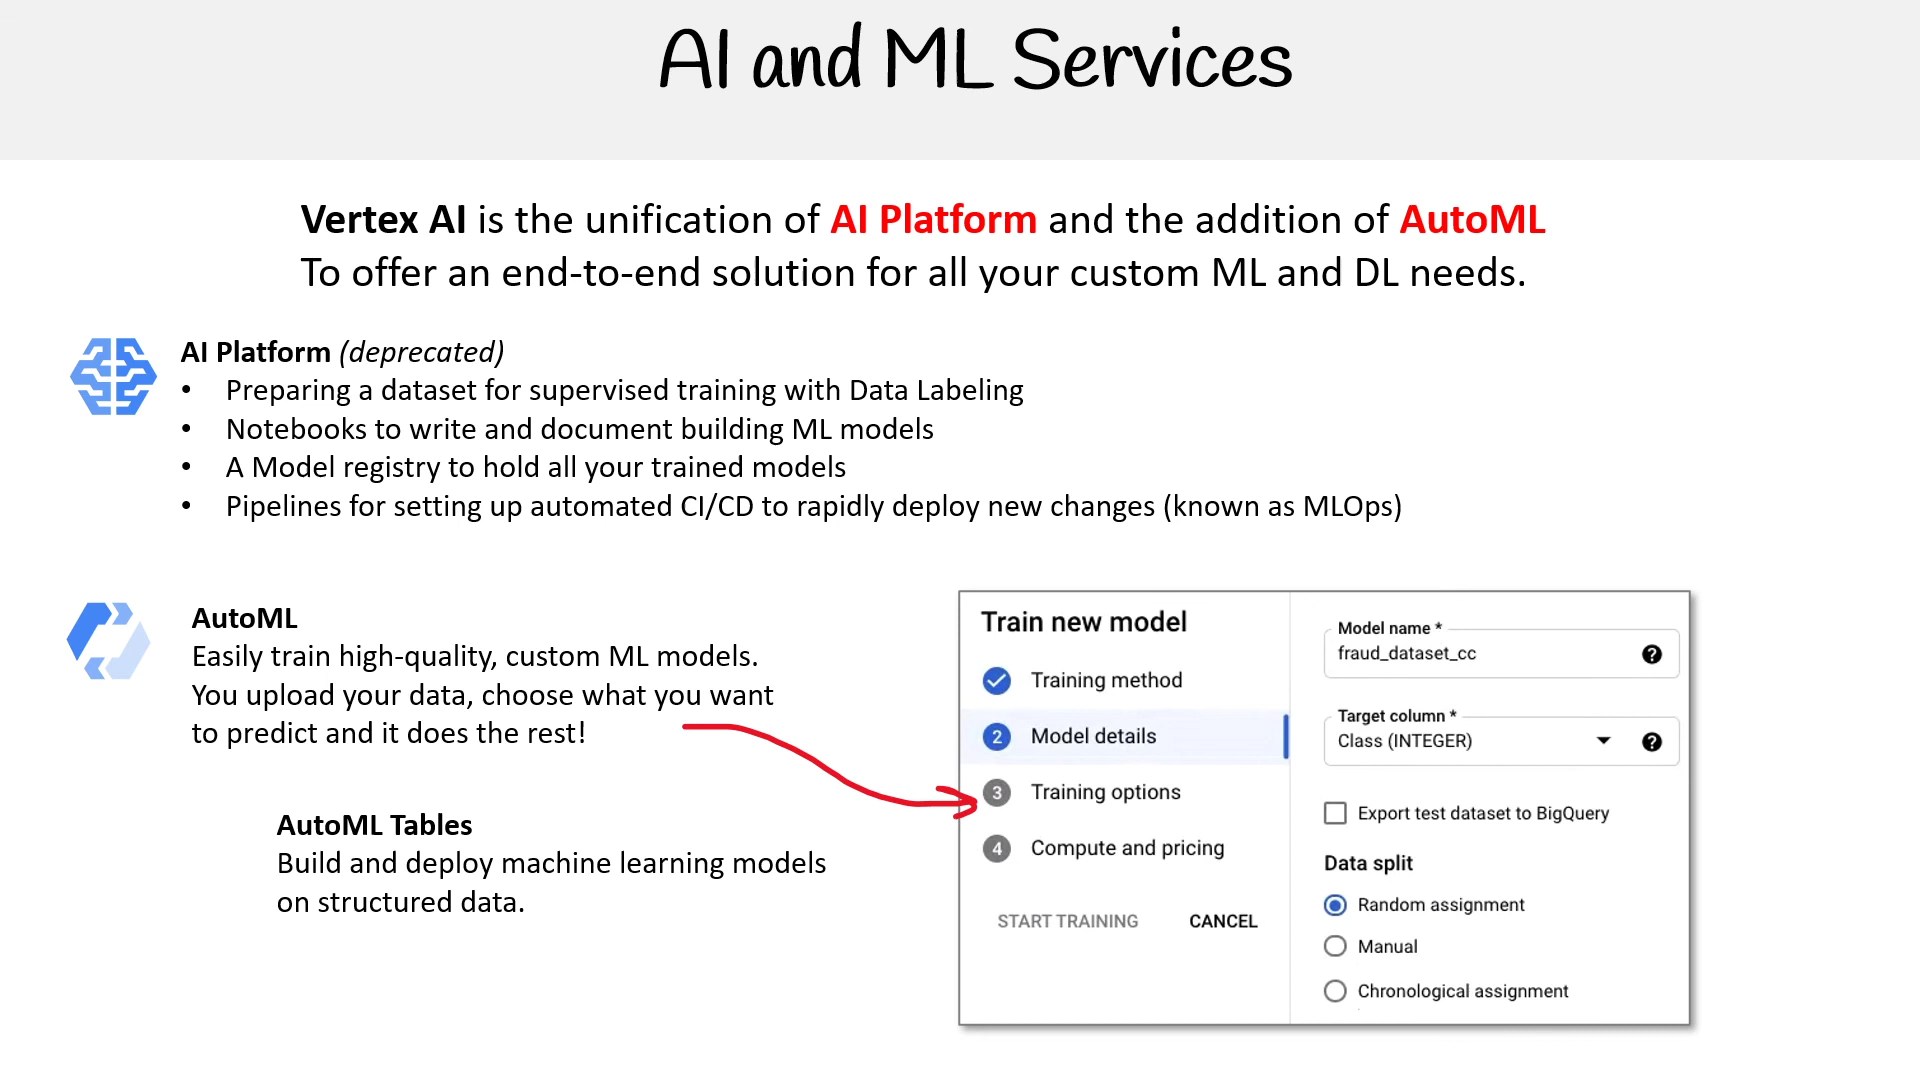 AI and ML Services
Vertex AI is the unification of AI Platform and the addition of AutoML
To offer an end-to-end solution for all your custom ML and DL needs.
AI Platform (deprecated)
• Preparing a dataset for supervised training with Data Labeling
• Notebooks to write and document building ML models
• A Model registry to hold all your trained models
• Pipelines for setting up automated CI/CD to rapidly deploy new changes (known as MLOps)
AutoML
Easily train high-quality, custom ML models.
You upload your data, choose what you want
to predict and it does the rest!
AutoML Tables
Build and deploy machine learning models
on structured data.
Train new model
Training method
2 Model details
3 Training options
4 Compute and pricing
START TRAINING CANCEL
Model name *
fraud_dataset_cc
Target column *
Class (INTEGER)
Export test dataset to BigQuery
Data split
Random assignment
Manual
Chronological assignment